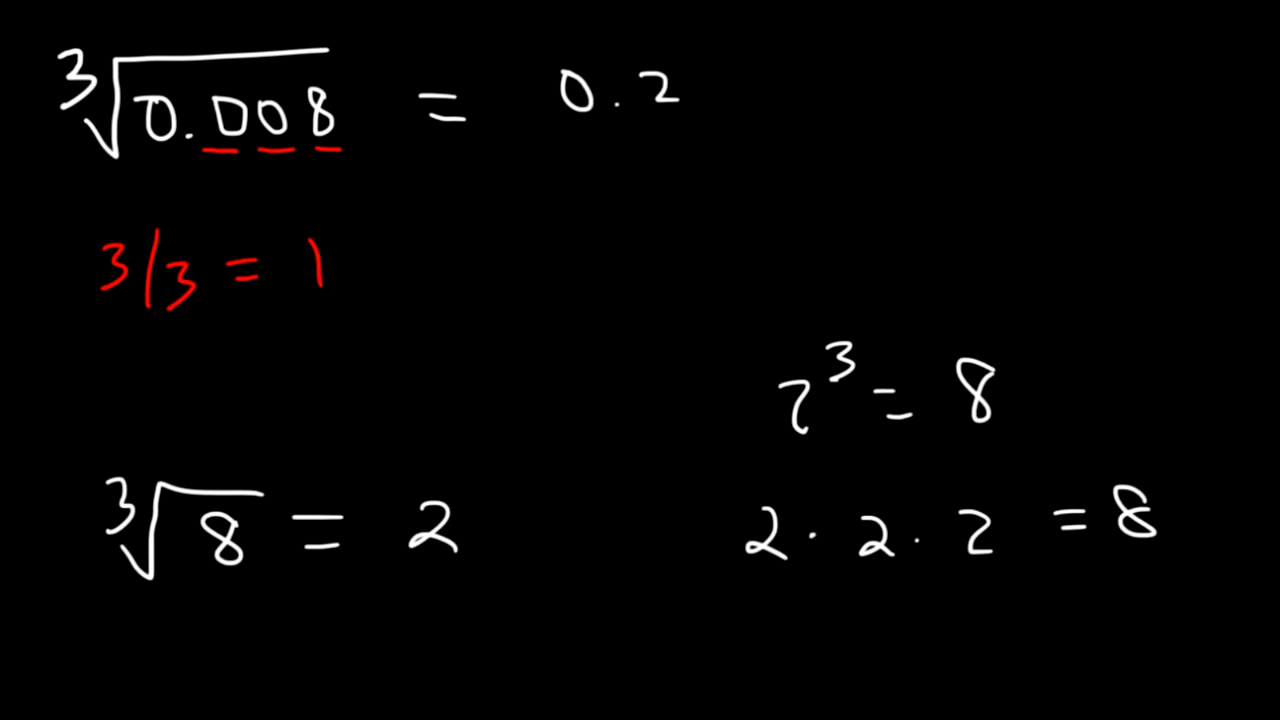 ∛0.008 = 0.2
3/3 = 1
2³ = 8
∛8 = 2
2 · 2 · 2 = 8